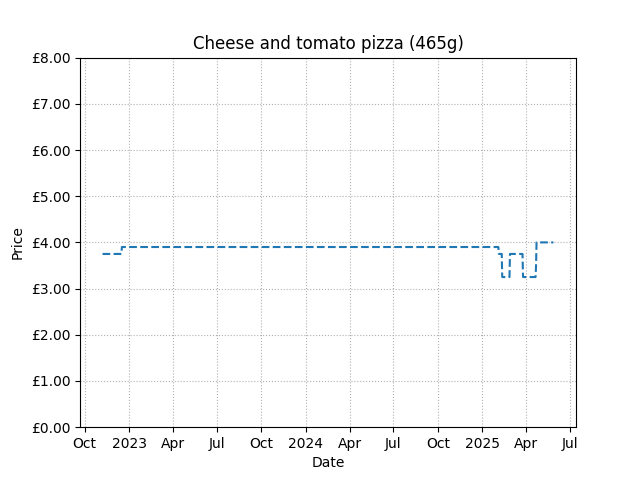 Cheese and tomato pizza (465g)
£8.00
£7.00
£6.00
£5.00
£4.00
£3.00
£2.00
£1.00
£0.00
Price
Oct 2023 Apr Jul Oct 2024 Apr Jul Oct 2025 Apr Jul
Date